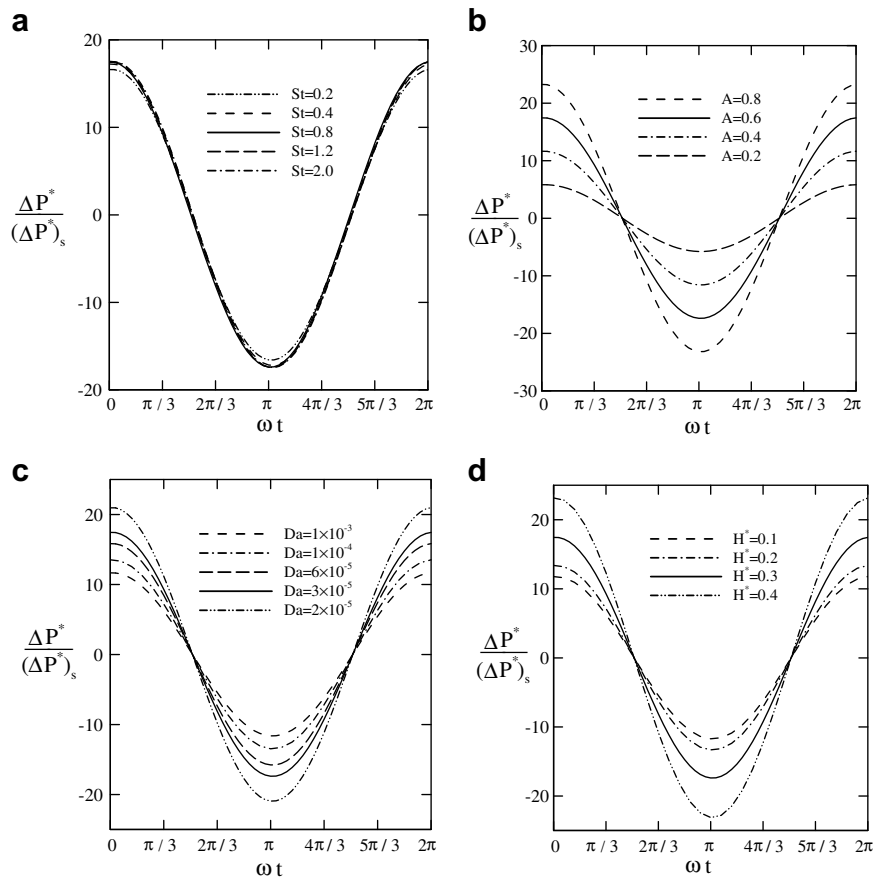 a
20
10
0
-10
-20
ΔP*
(ΔP*)s
St=0.2
St=0.4
St=0.8
St=1.2
St=2.0
0 π / 3 2π / 3 π 4π / 3 5π / 3 2π
ω t
b
30
20
10
0
-10
-20
-30
ΔP*
(ΔP*)s
A=0.8
A=0.6
A=0.4
A=0.2
0 π / 3 2π / 3 π 4π / 3 5π / 3 2π
ω t
c
20
10
0
-10
-20
ΔP*
(ΔP*)s
Da=1×10⁻³
Da=1×10⁻⁴
Da=6×10⁻⁵
Da=3×10⁻⁵
Da=2×10⁻⁵
0 π / 3 2π / 3 π 4π / 3 5π / 3 2π
ω t
d
20
10
0
-10
-20
ΔP*
(ΔP*)s
H*=0.1
H*=0.2
H*=0.3
H*=0.4
0 π / 3 2π / 3 π 4π / 3 5π / 3 2π
ω t